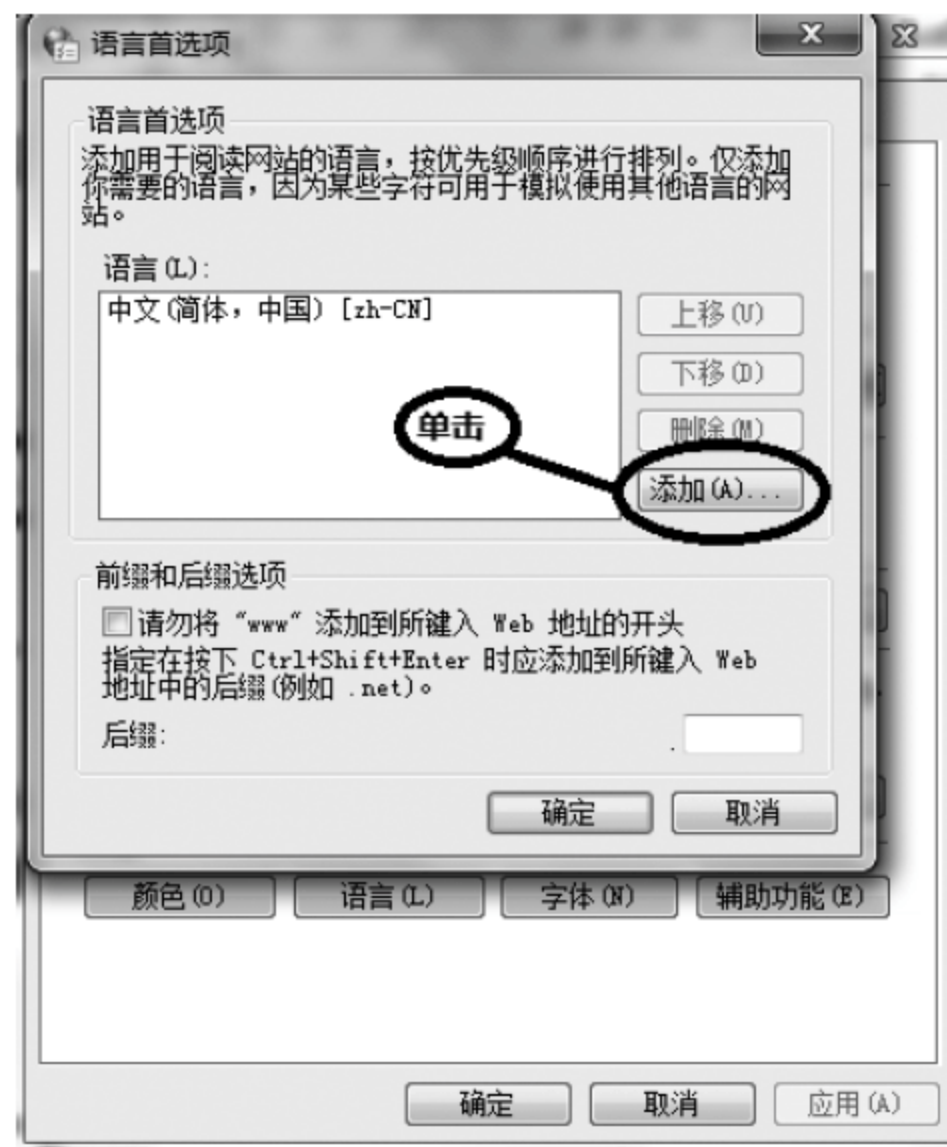 语言首选项
语言首选项
添加用于阅读网站的语言，按优先级顺序进行排列。仅添加
你需要的语言，因为某些字符可用于模拟使用其他语言的网
站。
语言(L):
中文(简体，中国) [zh-CN]
上移(U)
下移(D)
单击
删除(M)
添加(A)...
前缀和后缀选项
请勿将 "www" 添加到所键入 Web 地址的开头
指定在按下 Ctrl+Shift+Enter 时应添加到所键入 Web
地址中的后缀(例如 .net)。
后缀: .
确定 取消
颜色(O) 语言(L) 字体(N) 辅助功能(E)
确定 取消 应用(A)